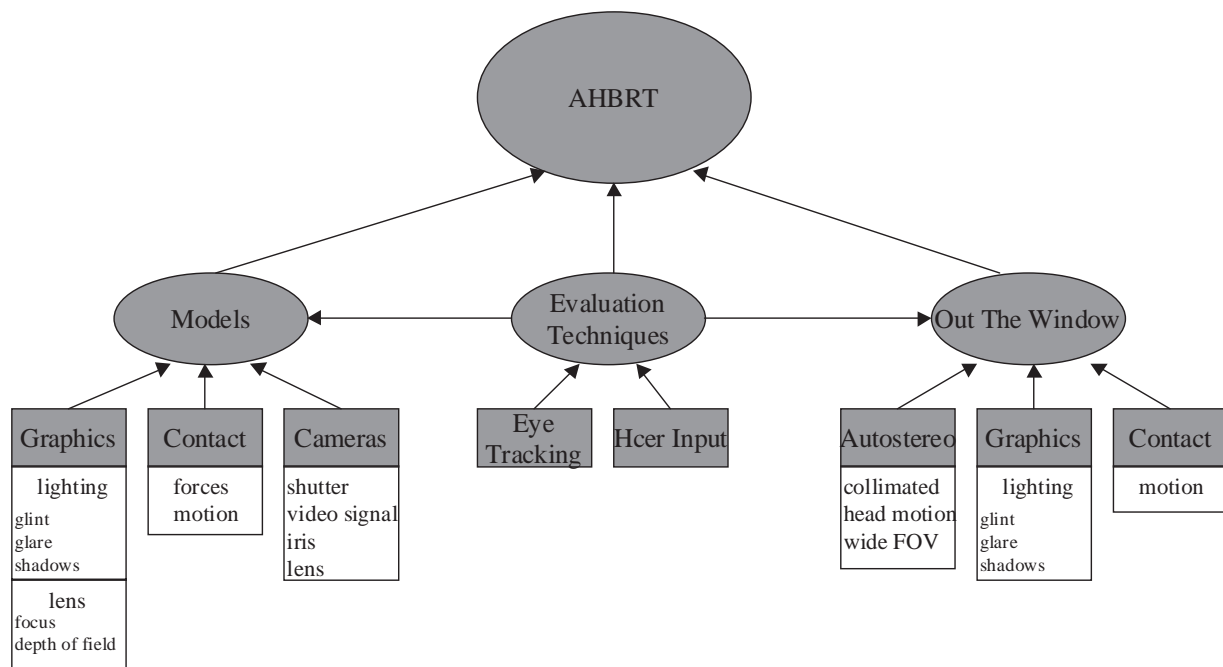 AHBRT
Models
Evaluation
Techniques
Out The Window
Graphics
lighting
glint
glare
shadows
lens
focus
depth of field
Contact
forces
motion
Cameras
shutter
video signal
iris
lens
Eye
Tracking
Hcer Input
Autostereo
collimated
head motion
wide FOV
Graphics
lighting
glint
glare
shadows
Contact
motion